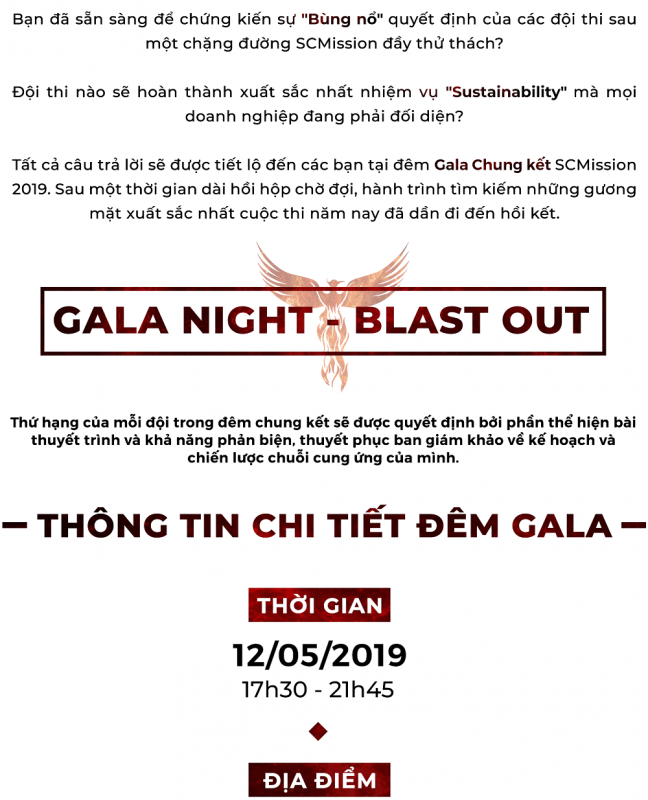 Bạn đã sẵn sàng để chứng kiến sự "Bùng nổ" quyết định của các đội thi sau
một chặng đường SCMission đầy thử thách?
Đội thi nào sẽ hoàn thành xuất sắc nhất nhiệm vụ "Sustainability" mà mọi
doanh nghiệp đang phải đối diện?
Tất cả câu trả lời sẽ được tiết lộ đến các bạn tại đêm Gala Chung kết SCMission
2019. Sau một thời gian dài hồi hộp chờ đợi, hành trình tìm kiếm những gương
mặt xuất sắc nhất cuộc thi năm nay đã dần đi đến hồi kết.
GALA NIGHT - BLAST OUT
Thứ hạng của mỗi đội trong đêm chung kết sẽ được quyết định bởi phần thể hiện bài
thuyết trình và khả năng phản biện, thuyết phục ban giám khảo về kế hoạch và
chiến lược chuỗi cung ứng của mình.
THÔNG TIN CHI TIẾT ĐÊM GALA
THỜI GIAN
12/05/2019
17h30 - 21h45
ĐỊA ĐIỂM